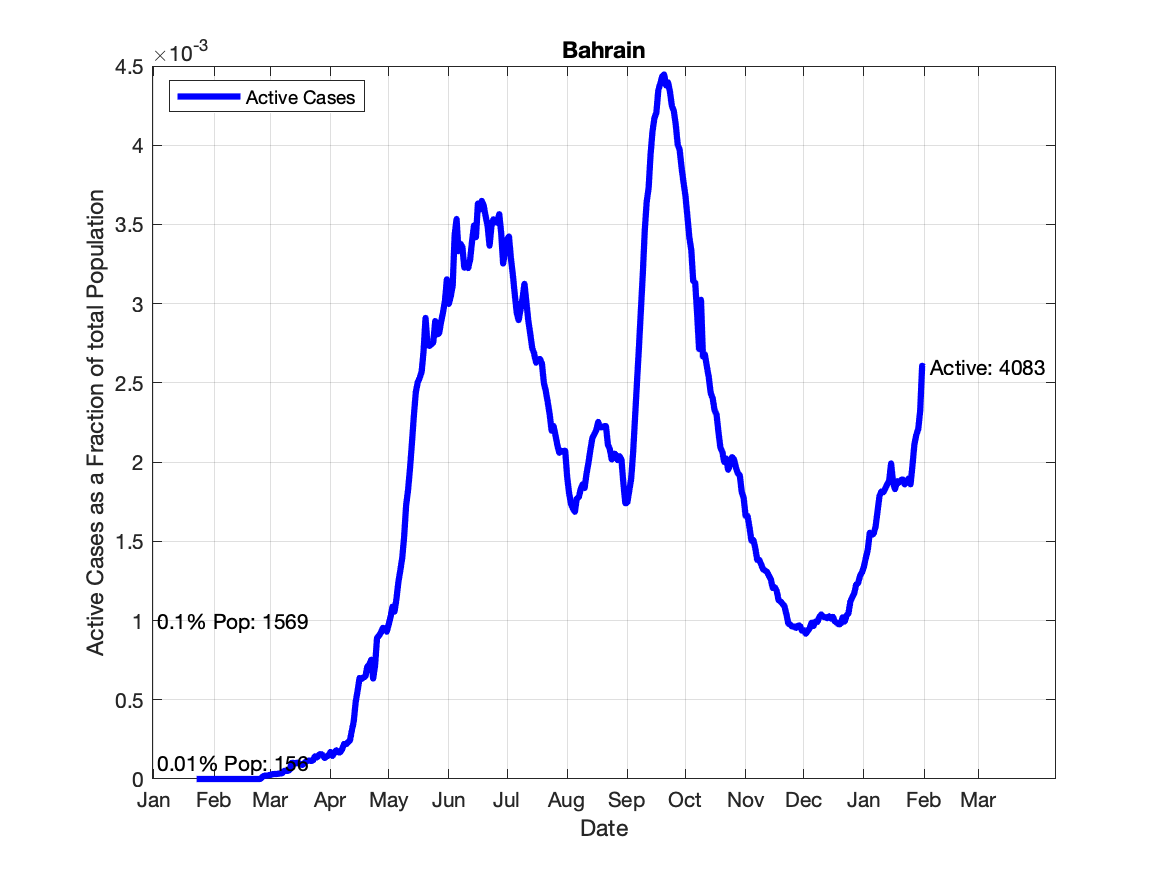 Bahrain
×10-3
4.5
4
3.5
3
2.5
2
1.5
1
0.5
0
Active Cases
Active Cases as a Fraction of total Population
Active: 4083
0.1% Pop: 1569
0.01% Pop: 156
Jan Feb Mar Apr May Jun Jul Aug Sep Oct Nov Dec Jan Feb Mar
Date